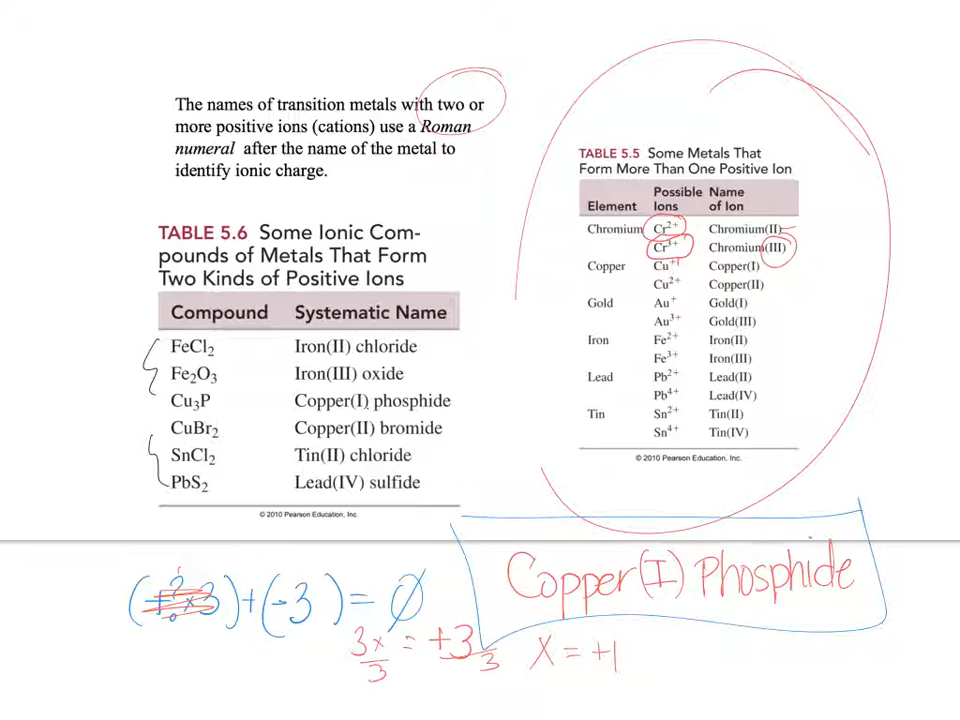 The names of transition metals with two or
more positive ions (cations) use a Roman
numeral after the name of the metal to
identify ionic charge.
TABLE 5.6 Some Ionic Com-
pounds of Metals That Form
Two Kinds of Positive Ions
Compound Systematic Name
FeCl₂ Iron(II) chloride
Fe₂O₃ Iron(III) oxide
Cu₃P Copper(I) phosphide
CuBr₂ Copper(II) bromide
SnCl₂ Tin(II) chloride
PbS₂ Lead(IV) sulfide
© 2010 Pearson Education, Inc.
TABLE 5.5 Some Metals That
Form More Than One Positive Ion
Possible Name
Element Ions of Ion
Chromium Cr²⁺ Chromium(II)
Cr³⁺ Chromium(III)
Copper Cu⁺¹ Copper(I)
Cu²⁺ Copper(II)
Gold Au⁺ Gold(I)
Au³⁺ Gold(III)
Iron Fe²⁺ Iron(II)
Fe³⁺ Iron(III)
Lead Pb²⁺ Lead(II)
Pb⁴⁺ Lead(IV)
Tin Sn²⁺ Tin(II)
Sn⁴⁺ Tin(IV)
© 2010 Pearson Education, Inc.
Copper (I) Phosphide
( ×3)+(-3)=∅
3x/3 = +3/3 X = +1